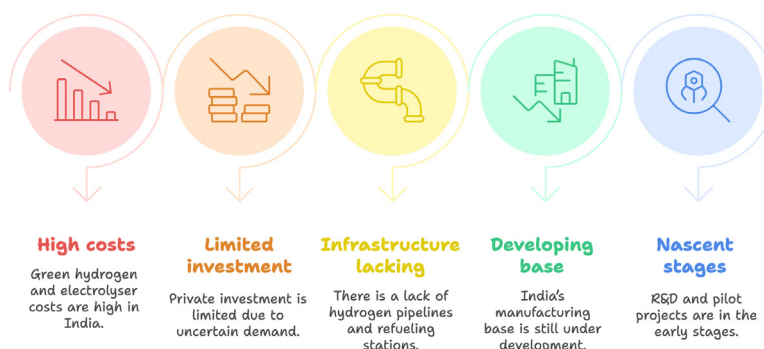 High costs
Green hydrogen
and electrolyser
costs are high in
India.
Limited
investment
Private investment is
limited due to
uncertain demand.
Infrastructure
lacking
There is a lack of
hydrogen pipelines
and refueling
stations.
Developing
base
India's
manufacturing
base is still under
development.
Nascent
stages
R&D and pilot
projects are in the
early stages.